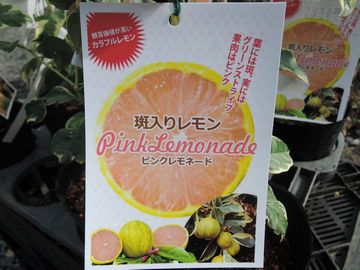 観賞価値が高い
カラフルレモン
葉には斑、実には
グリーンストライプ
果肉はピンク
斑入りレモン
PinkLemonade
ピンクレモネード
斑入りレモン
Pink Lemonade